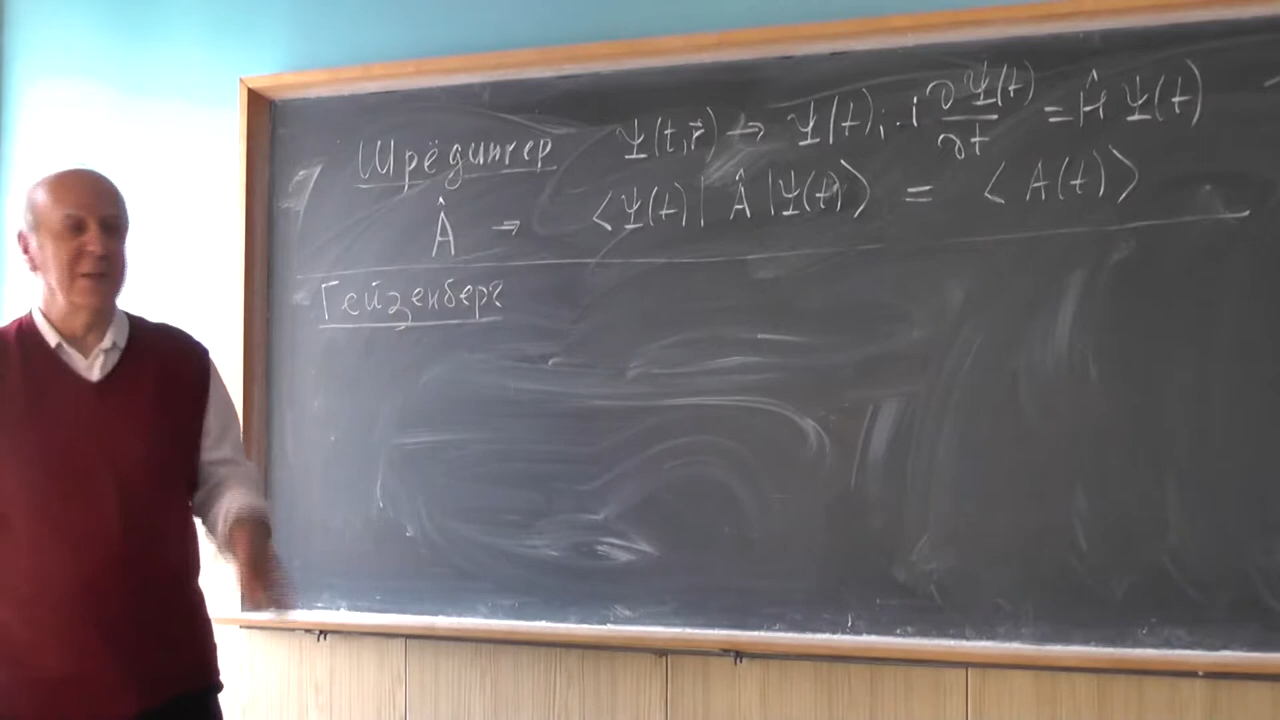 Шрёдингер Ψ(t,r⃗) → Ψ(t); i ∂Ψ(t)/∂t = Ĥ Ψ(t)
Â → ⟨Ψ(t)| Â |Ψ(t)⟩ = ⟨A(t)⟩
Гейзенберг